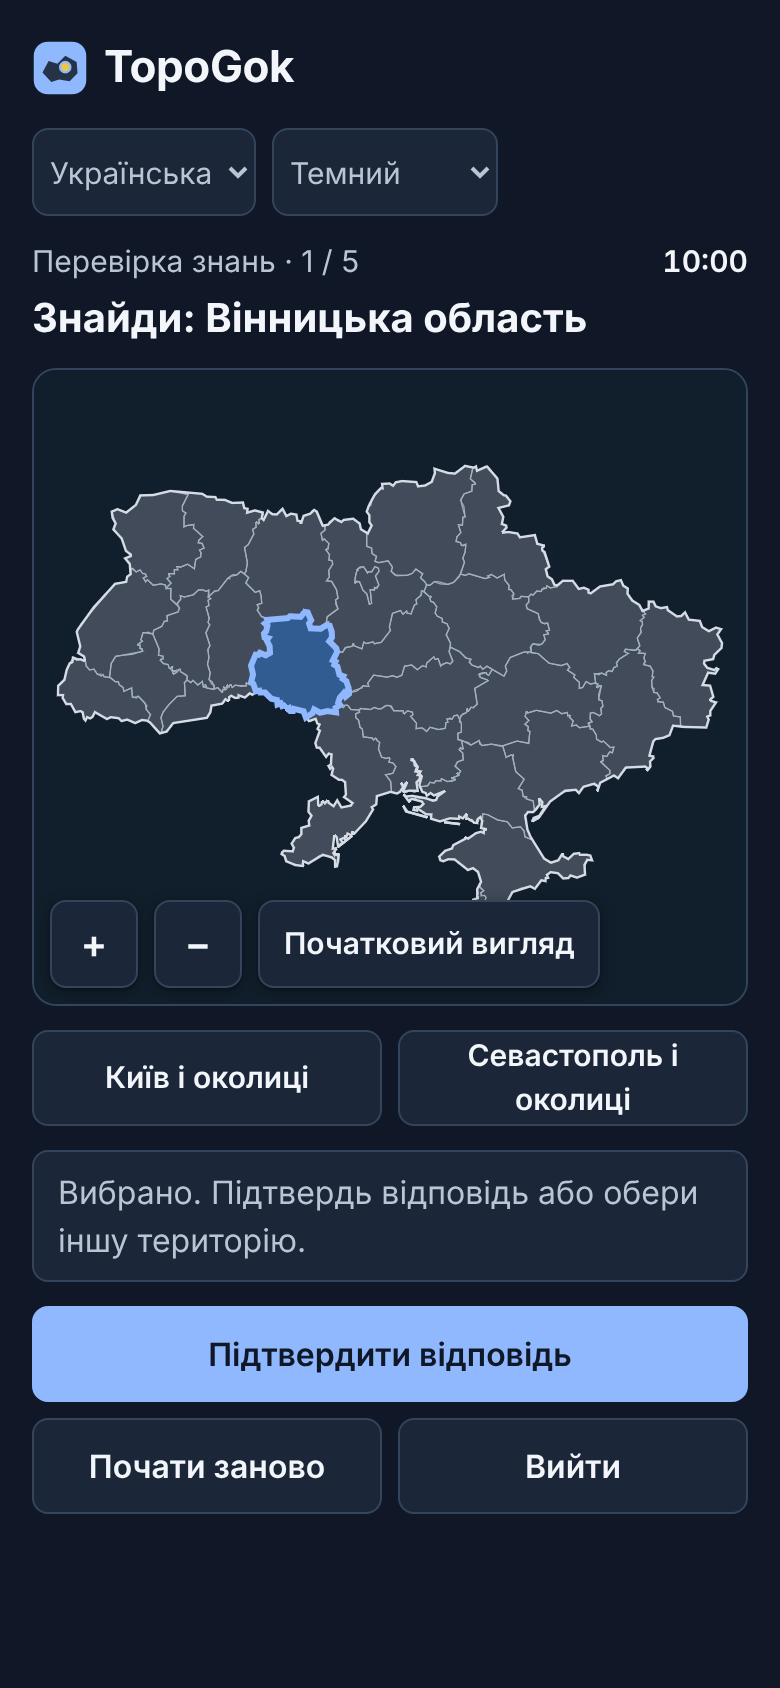 TopoGok
Українська
Темний
Перевірка знань · 1 / 5
10:00
Знайди: Вінницька область
+
−
Початковий вигляд
Київ і околиці
Севастополь і
околиці
Вибрано. Підтвердь відповідь або обери
іншу територію.
Підтвердити відповідь
Почати заново
Вийти